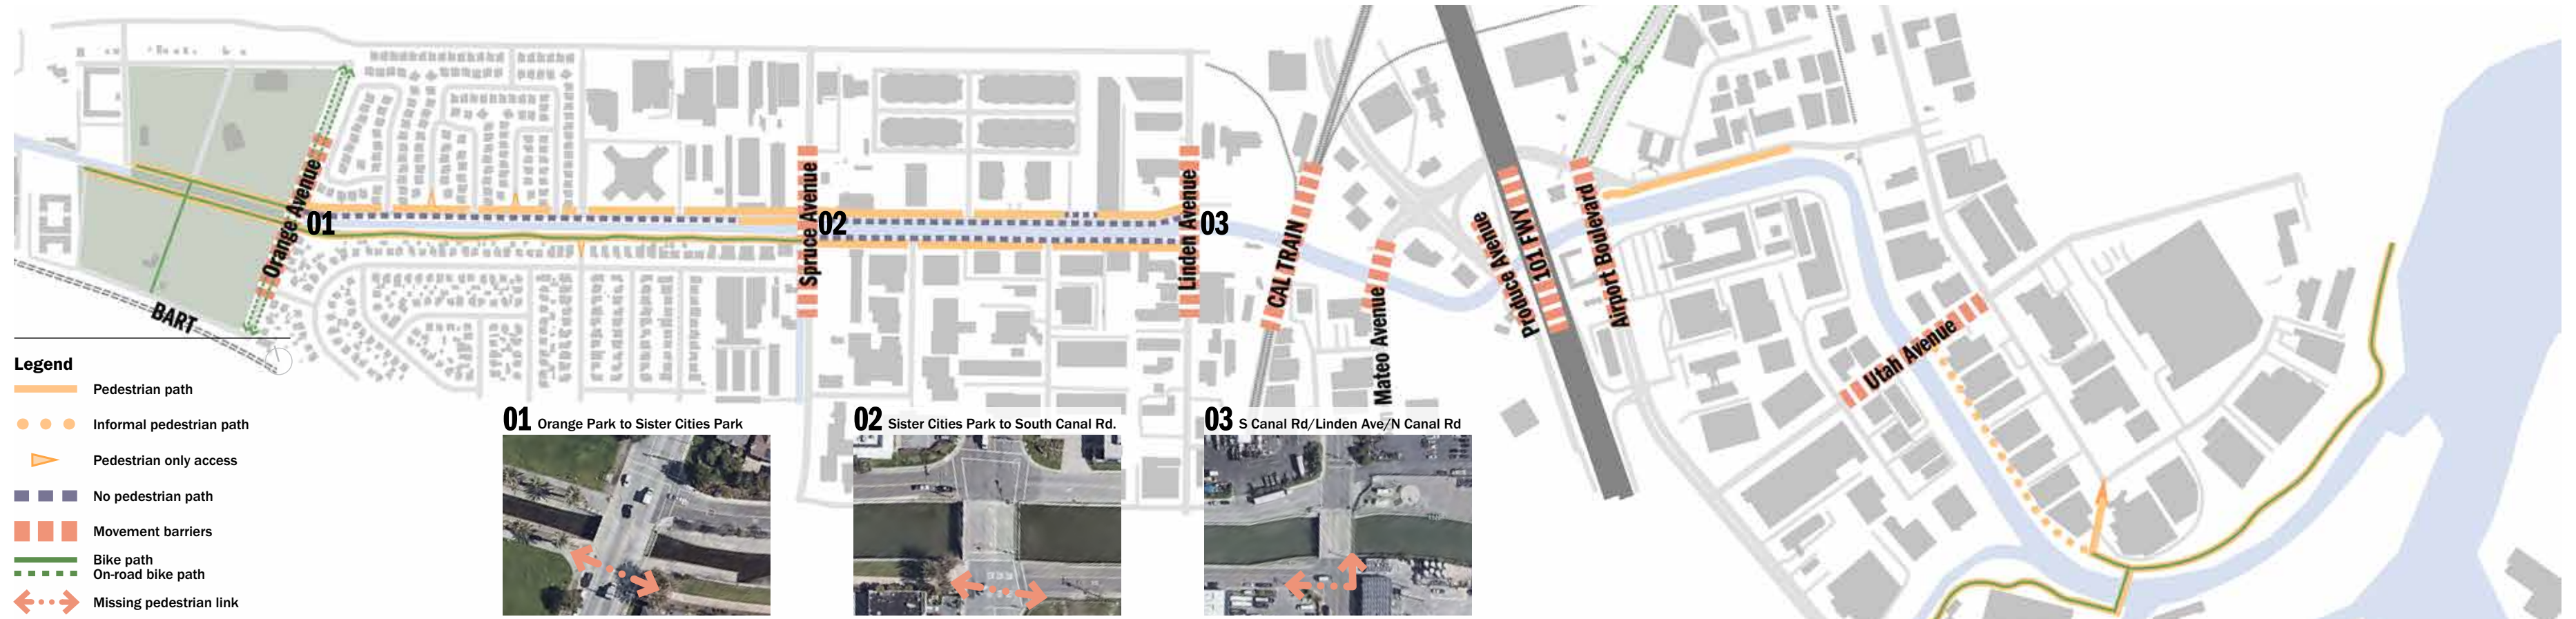 Orange Avenue
01
Spruce Avenue
02
Linden Avenue
03
CAL TRAIN
Mateo Avenue
Produce Avenue
101 FWY
Airport Boulevard
Utah Avenue
BART
Legend
Pedestrian path
Informal pedestrian path
Pedestrian only access
No pedestrian path
Movement barriers
Bike path
On-road bike path
Missing pedestrian link
01 Orange Park to Sister Cities Park
02 Sister Cities Park to South Canal Rd.
03 S Canal Rd/Linden Ave/N Canal Rd